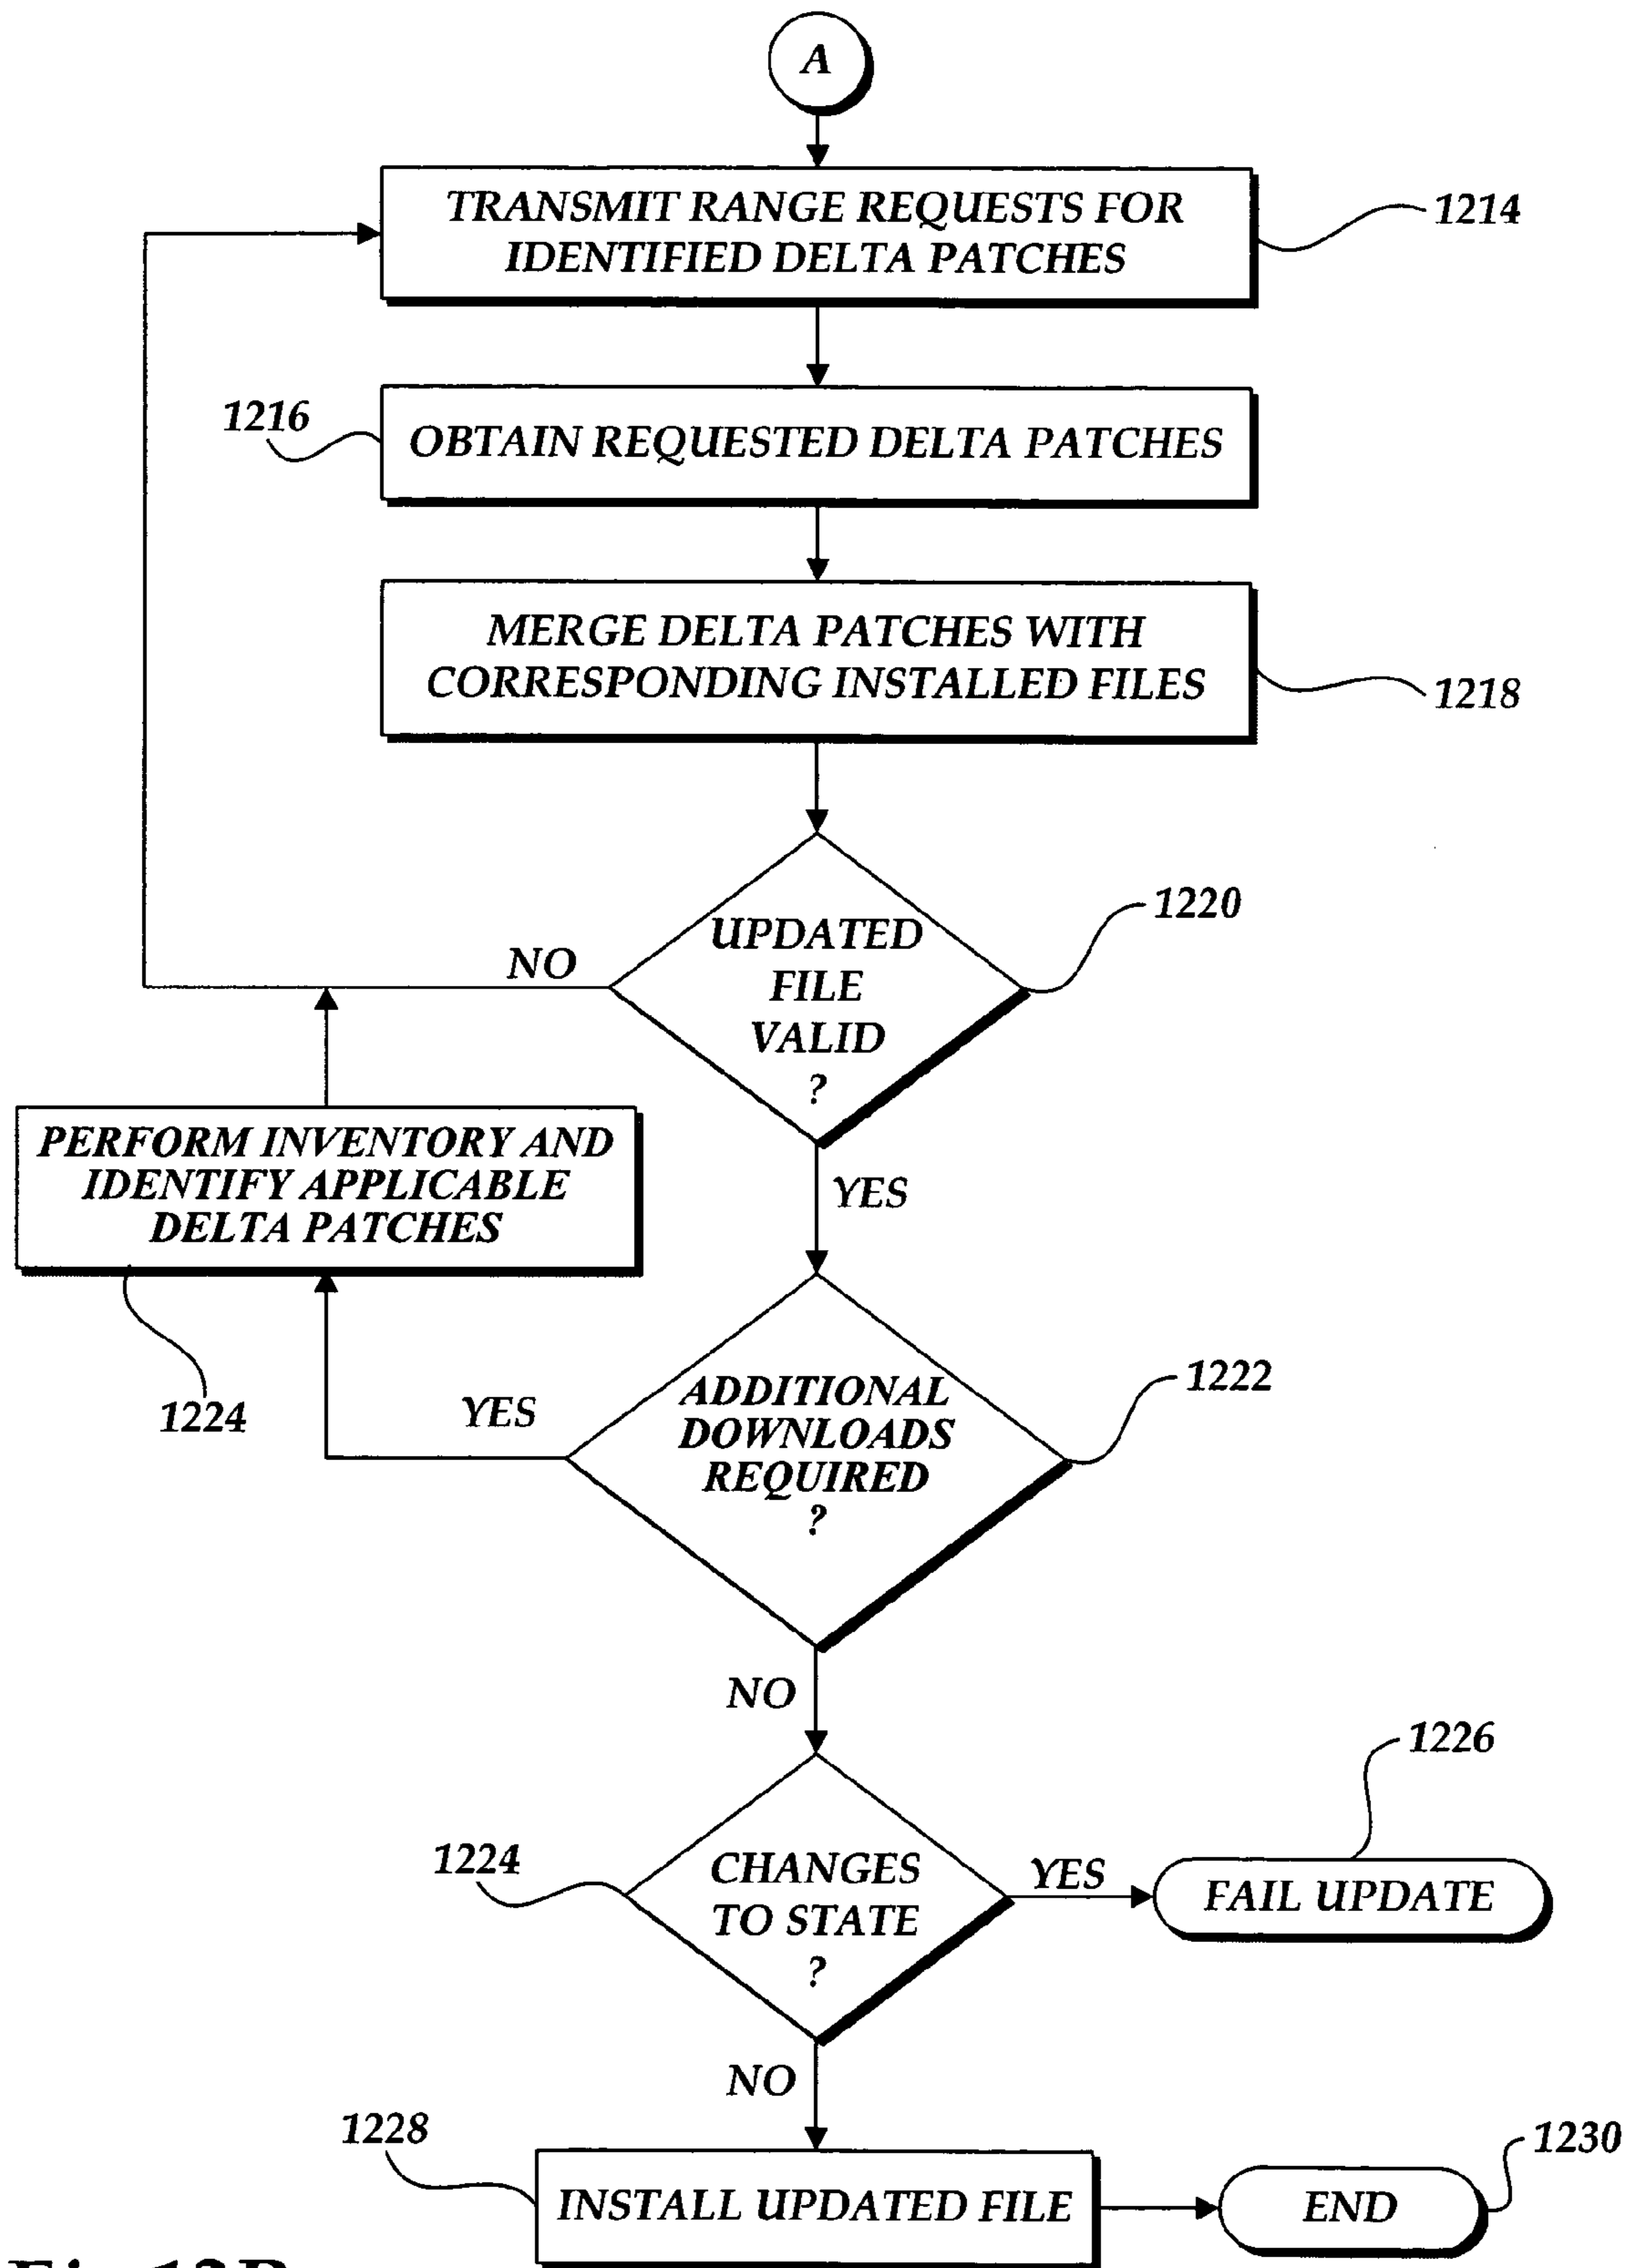 A
TRANSMIT RANGE REQUESTS FOR
IDENTIFIED DELTA PATCHES
1214
1216
OBTAIN REQUESTED DELTA PATCHES
MERGE DELTA PATCHES WITH
CORRESPONDING INSTALLED FILES
1218
UPDATED
FILE
VALID
?
1220
NO
YES
PERFORM INVENTORY AND
IDENTIFY APPLICABLE
DELTA PATCHES
1224
YES
ADDITIONAL
DOWNLOADS
REQUIRED
?
1222
NO
1224
CHANGES
TO STATE
?
YES
1226
FAIL UPDATE
NO
1228
INSTALL UPDATED FILE
1230
END